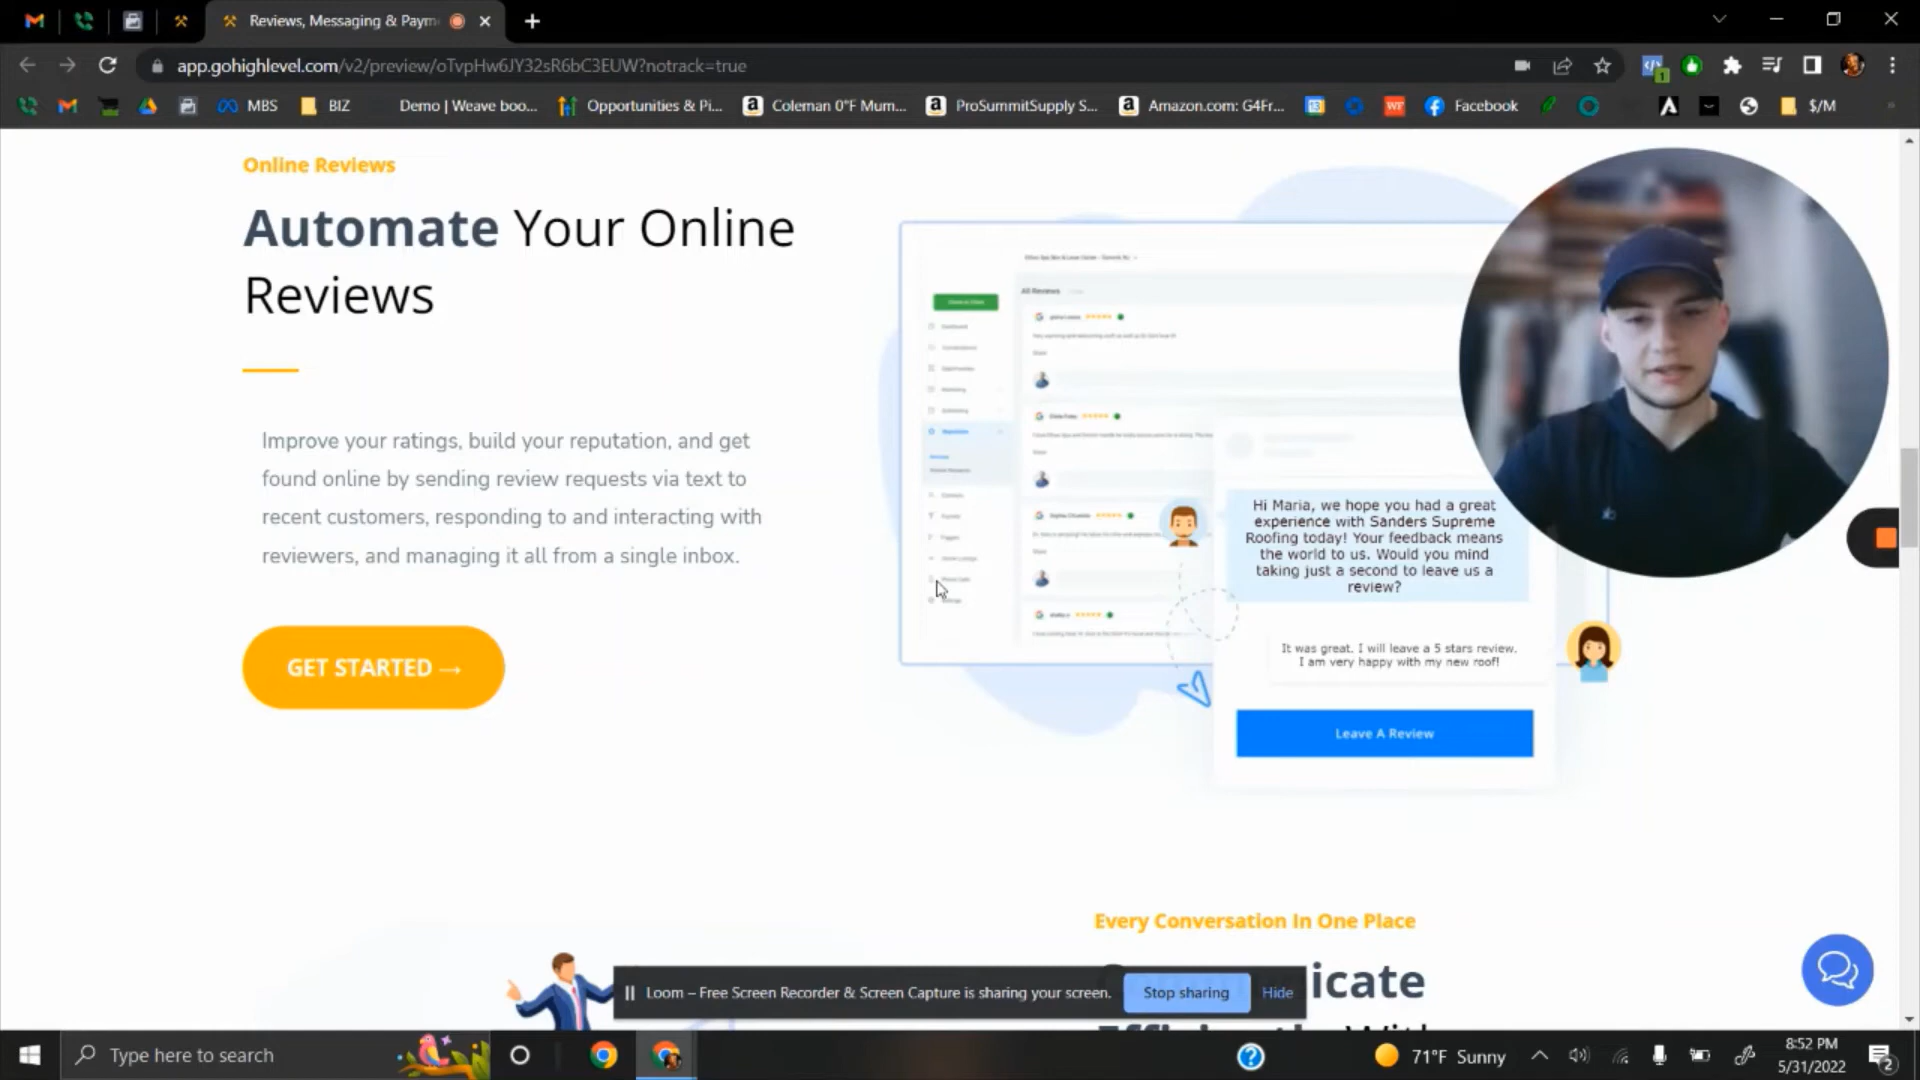 Reviews, Messaging & Paym
app.gohighlevel.com/v2/preview/oTvpHw6JY32sR6bC3EUW?notrack=true
MBS
BIZ
Demo | Weave boo...
Opportunities & Pi...
Coleman 0°F Mum...
ProSummitSupply S...
Amazon.com: G4Fr...
Facebook
$/M
Online Reviews
Automate Your Online
Reviews
Improve your ratings, build your reputation, and get
found online by sending review requests via text to
recent customers, responding to and interacting with
reviewers, and managing it all from a single inbox.
GET STARTED →
All Reviews
Hi Maria, we hope you had a great
experience with Sanders Supreme
Roofing today! Your feedback means
the world to us. Would you mind
taking just a second to leave us a
review?
It was great. I will leave a 5 stars review.
I am very happy with my new roof!
Leave A Review
Every Conversation In One Place
icate
Loom – Free Screen Recorder & Screen Capture is sharing your screen.
Stop sharing
Hide
Type here to search
71°F Sunny
8:52 PM
5/31/2022
2